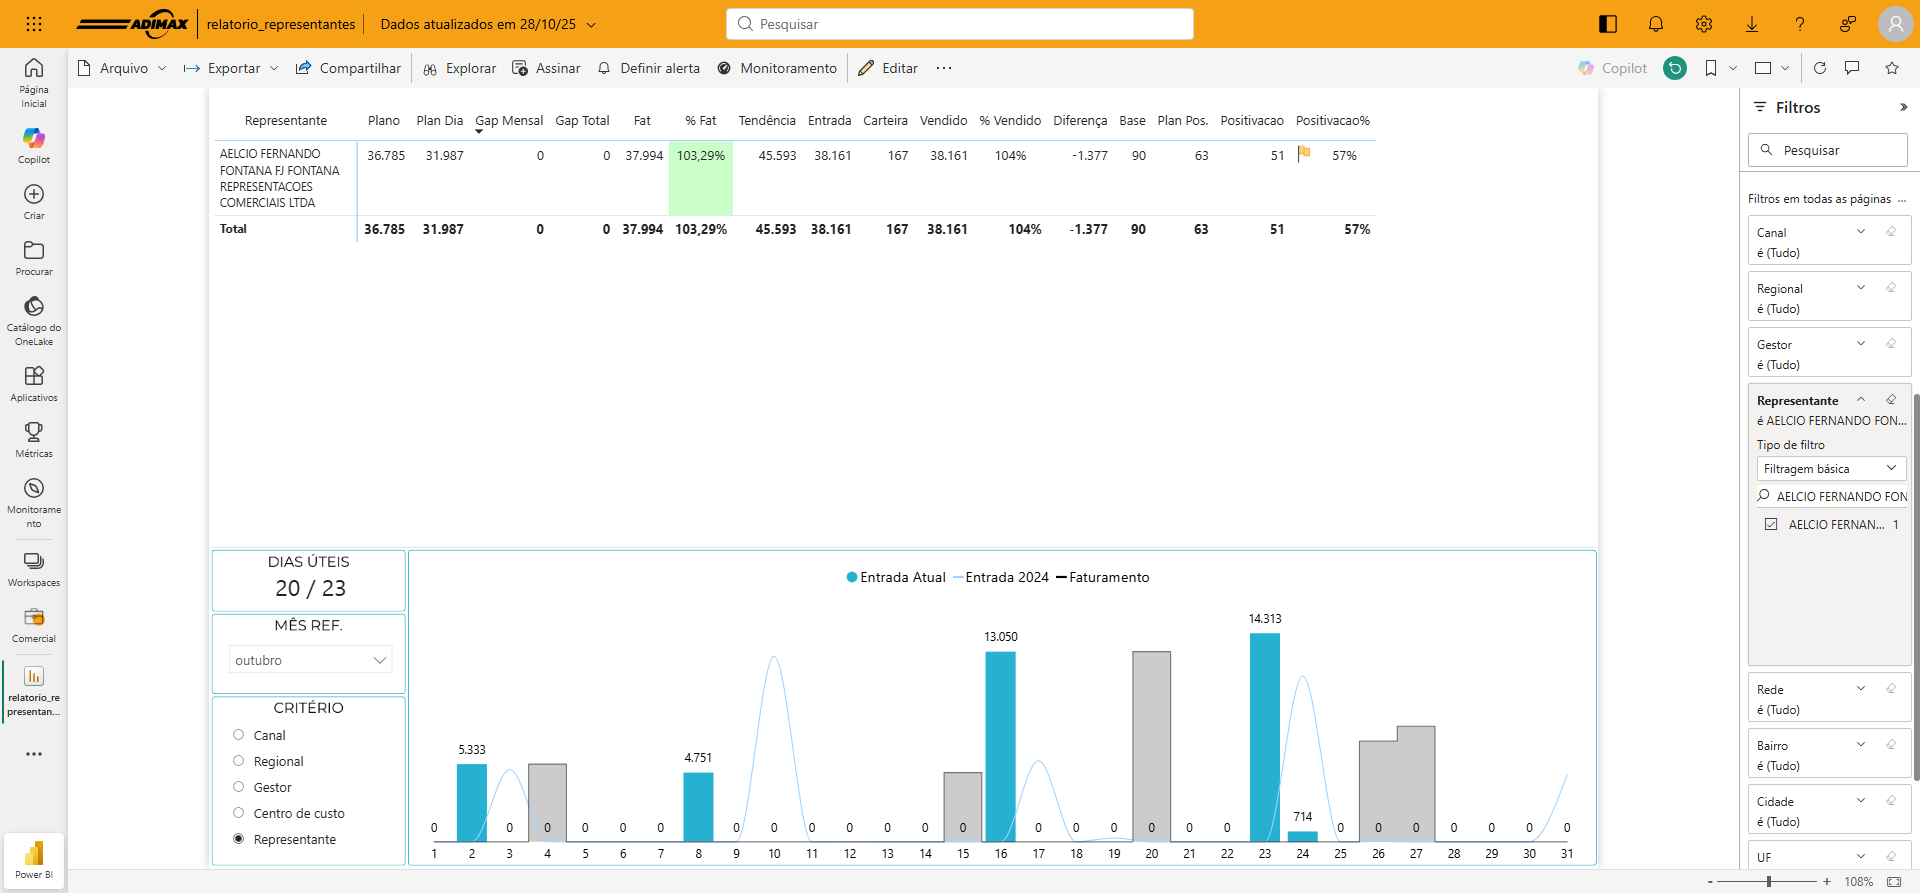 ADIMAX
relatorio_representantes
Dados atualizados em 28/10/25
Pesquisar
Arquivo
Exportar
Compartilhar
Explorar
Assinar
Definir alerta
Monitoramento
Editar
Copilot
Página
Inicial
Copilot
Criar
Procurar
Catálogo do
OneLake
Aplicativos
Métricas
Monitorame
nto
Workspaces
Comercial
relatorio_re
presentan...
Power BI
Representante Plano Plan Dia Gap Mensal Gap Total Fat % Fat Tendência Entrada Carteira Vendido % Vendido Diferença Base Plan Pos. Positivacao Positivacao%
AELCIO FERNANDO 36.785 31.987 0 0 37.994 103,29% 45.593 38.161 167 38.161 104% -1.377 90 63 51 57%
FONTANA FJ FONTANA
REPRESENTACOES
COMERCIAIS LTDA
Total 36.785 31.987 0 0 37.994 103,29% 45.593 38.161 167 38.161 104% -1.377 90 63 51 57%
DIAS ÚTEIS
20 / 23
MÊS REF.
outubro
CRITÉRIO
Canal
Regional
Gestor
Centro de custo
Representante
Entrada Atual Entrada 2024 Faturamento
14.313
13.050
5.333
4.751
714
0 0 0 0 0 0 0 0 0 0 0 0 0 0 0 0 0 0 0 0 0 0 0 0 0 0
1 2 3 4 5 6 7 8 9 10 11 12 13 14 15 16 17 18 19 20 21 22 23 24 25 26 27 28 29 30 31
Filtros
Pesquisar
Filtros em todas as páginas ...
Canal
é (Tudo)
Regional
é (Tudo)
Gestor
é (Tudo)
Representante
é AELCIO FERNANDO FON...
Tipo de filtro
Filtragem básica
AELCIO FERNANDO FON
AELCIO FERNAN... 1
Rede
é (Tudo)
Bairro
é (Tudo)
Cidade
é (Tudo)
UF
- + 108%